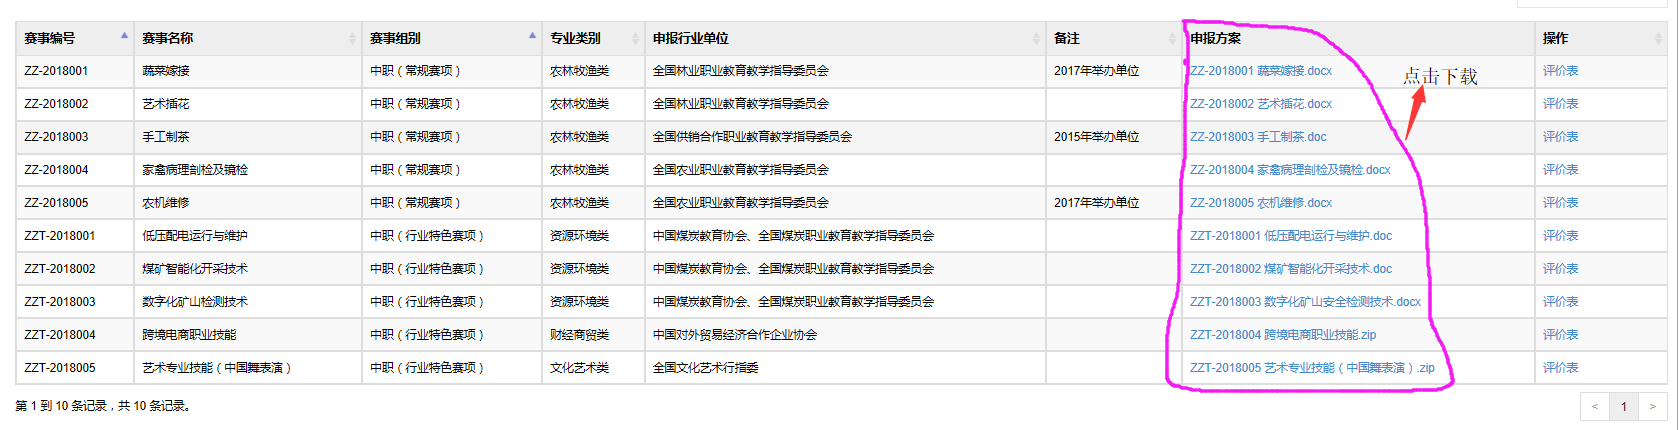 赛事编号 赛事名称 赛事组别 专业类别 申报行业单位 备注 申报方案 操作
ZZ-2018001 蔬菜嫁接 中职（常规赛项） 农林牧渔类 全国林业职业教育教学指导委员会 2017年举办单位 ZZ-2018001 蔬菜嫁接.docx 评价表
点击下载
ZZ-2018002 艺术插花 中职（常规赛项） 农林牧渔类 全国林业职业教育教学指导委员会 ZZ-2018002 艺术插花.docx 评价表
ZZ-2018003 手工制茶 中职（常规赛项） 农林牧渔类 全国供销合作职业教育教学指导委员会 2015年举办单位 ZZ-2018003 手工制茶.doc 评价表
ZZ-2018004 家禽病理剖检及镜检 中职（常规赛项） 农林牧渔类 全国农业职业教育教学指导委员会 ZZ-2018004 家禽病理剖检及镜检.docx 评价表
ZZ-2018005 农机维修 中职（常规赛项） 农林牧渔类 全国农业职业教育教学指导委员会 2017年举办单位 ZZ-2018005 农机维修.docx 评价表
ZZT-2018001 低压配电运行与维护 中职（行业特色赛项） 资源环境类 中国煤炭教育协会、全国煤炭职业教育教学指导委员会 ZZT-2018001 低压配电运行与维护.doc 评价表
ZZT-2018002 煤矿智能化开采技术 中职（行业特色赛项） 资源环境类 中国煤炭教育协会、全国煤炭职业教育教学指导委员会 ZZT-2018002 煤矿智能化开采技术.doc 评价表
ZZT-2018003 数字化矿山检测技术 中职（行业特色赛项） 资源环境类 中国煤炭教育协会、全国煤炭职业教育教学指导委员会 ZZT-2018003 数字化矿山安全检测技术.docx 评价表
ZZT-2018004 跨境电商职业技能 中职（行业特色赛项） 财经商贸类 中国对外贸易经济合作企业协会 ZZT-2018004 跨境电商职业技能.zip 评价表
ZZT-2018005 艺术专业技能（中国舞表演） 中职（行业特色赛项） 文化艺术类 全国文化艺术行指委 ZZT-2018005 艺术专业技能（中国舞表演）.zip 评价表
第 1 到 10 条记录，共 10 条记录。 < 1 >